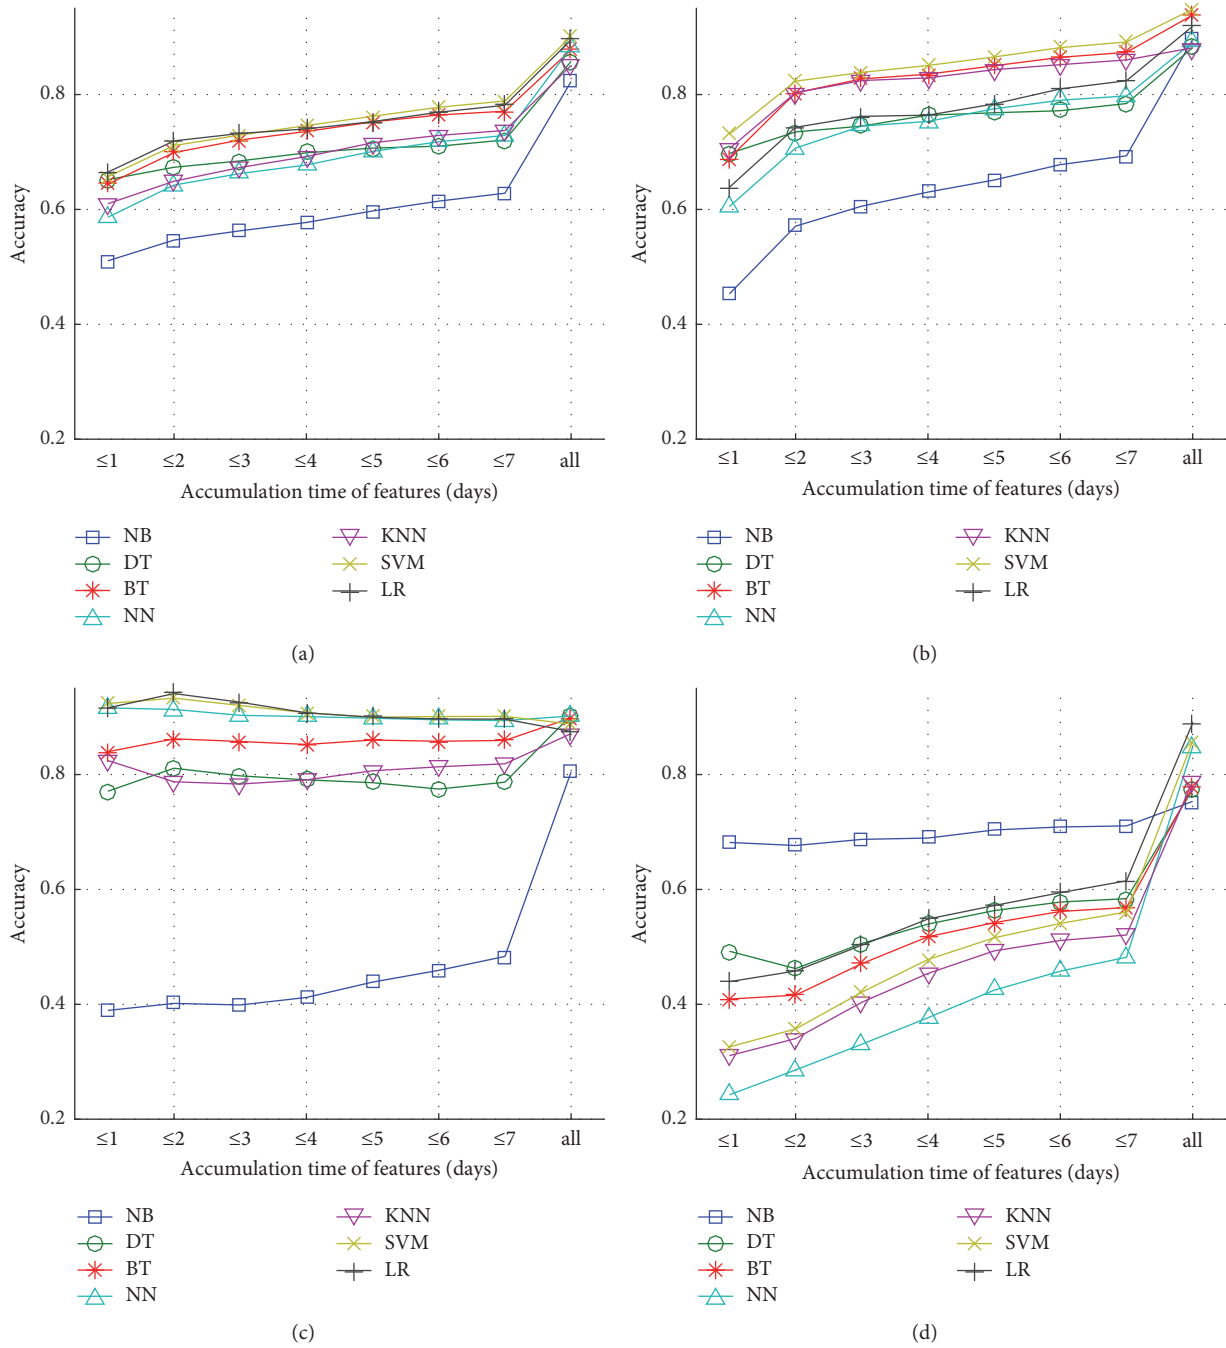 Accuracy
0.8
0.6
0.4
0.2
≤1 ≤2 ≤3 ≤4 ≤5 ≤6 ≤7 all
Accumulation time of features (days)
NB
DT
BT
NN
KNN
SVM
LR
(a)
Accuracy
0.8
0.6
0.4
0.2
≤1 ≤2 ≤3 ≤4 ≤5 ≤6 ≤7 all
Accumulation time of features (days)
NB
DT
BT
NN
KNN
SVM
LR
(b)
Accuracy
0.8
0.6
0.4
0.2
≤1 ≤2 ≤3 ≤4 ≤5 ≤6 ≤7 all
Accumulation time of features (days)
NB
DT
BT
NN
KNN
SVM
LR
(c)
Accuracy
0.8
0.6
0.4
0.2
≤1 ≤2 ≤3 ≤4 ≤5 ≤6 ≤7 all
Accumulation time of features (days)
NB
DT
BT
NN
KNN
SVM
LR
(d)